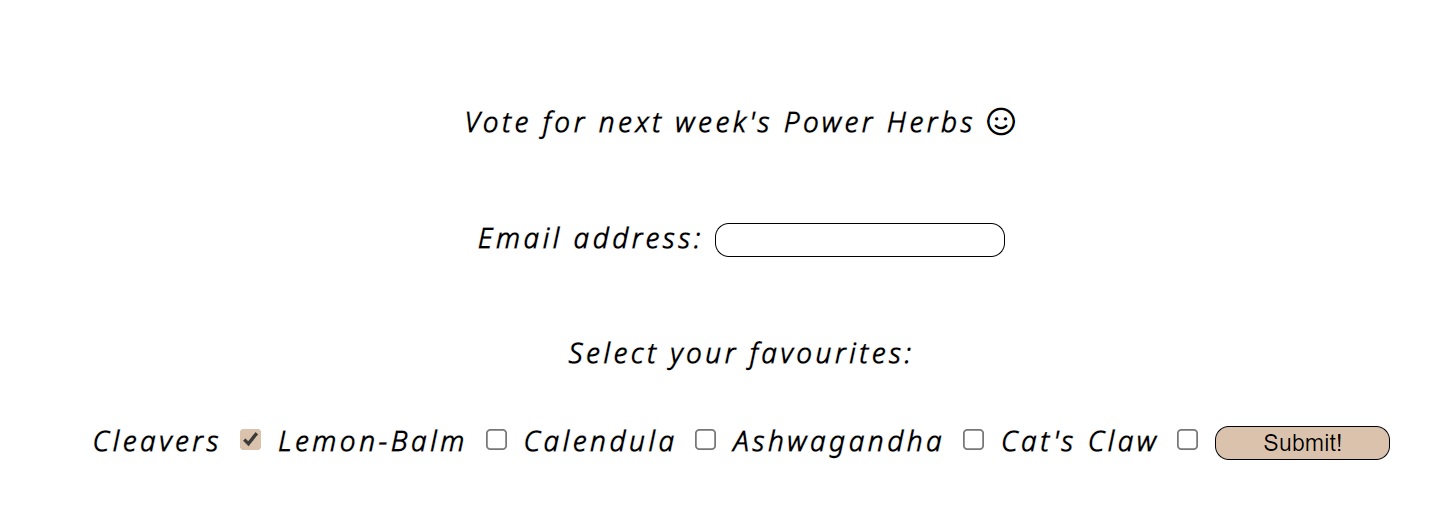 Vote for next week's Power Herbs ☺
Email address:
Select your favourites:
Cleavers Lemon-Balm Calendula Ashwagandha Cat's Claw Submit!